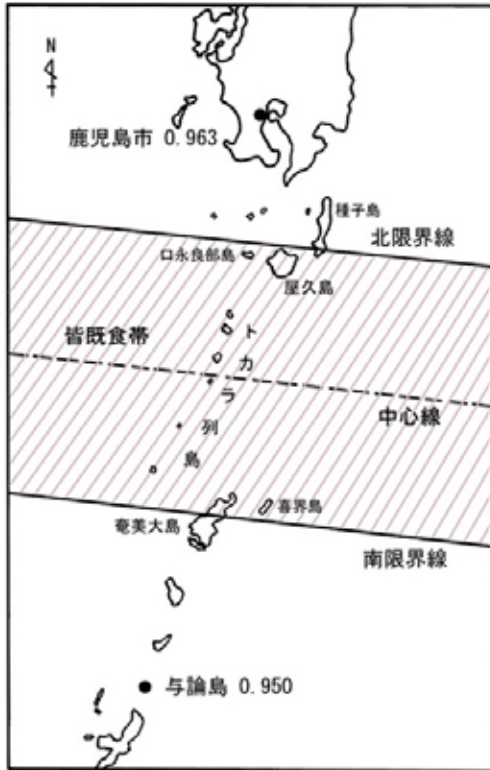 N
鹿児島市 0.963
種子島
北限界線
口永良部島
屋久島
皆既食帯
トカラ列島
中心線
喜界島
奄美大島
南限界線
与論島 0.950